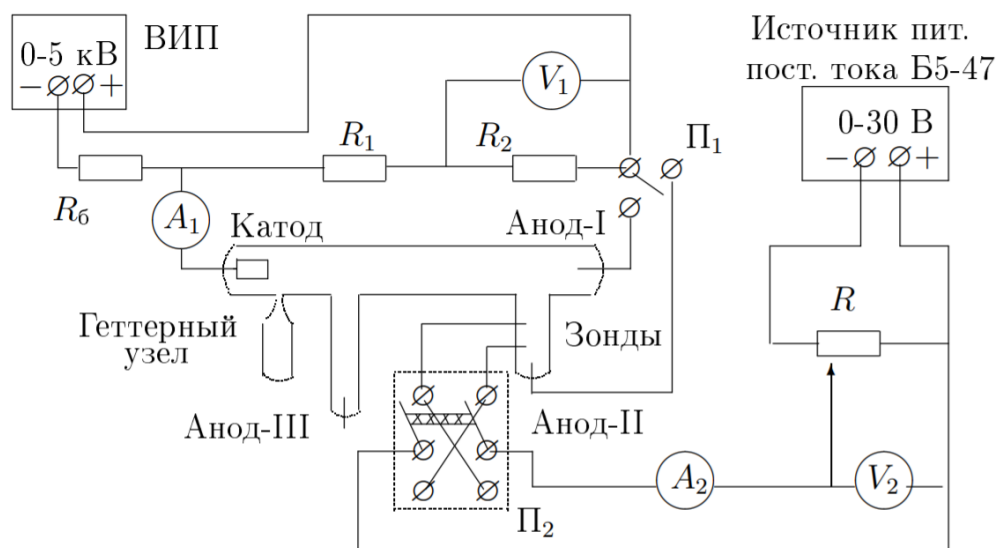 ВИП
0-5 кВ
− +
Источник пит.
пост. тока Б5-47
0-30 В
− +
V₁
R₁
R₂
П₁
R_б
A₁
Катод
Анод-I
R
Геттерный
узел
Зонды
Анод-III
Анод-II
A₂
V₂
П₂